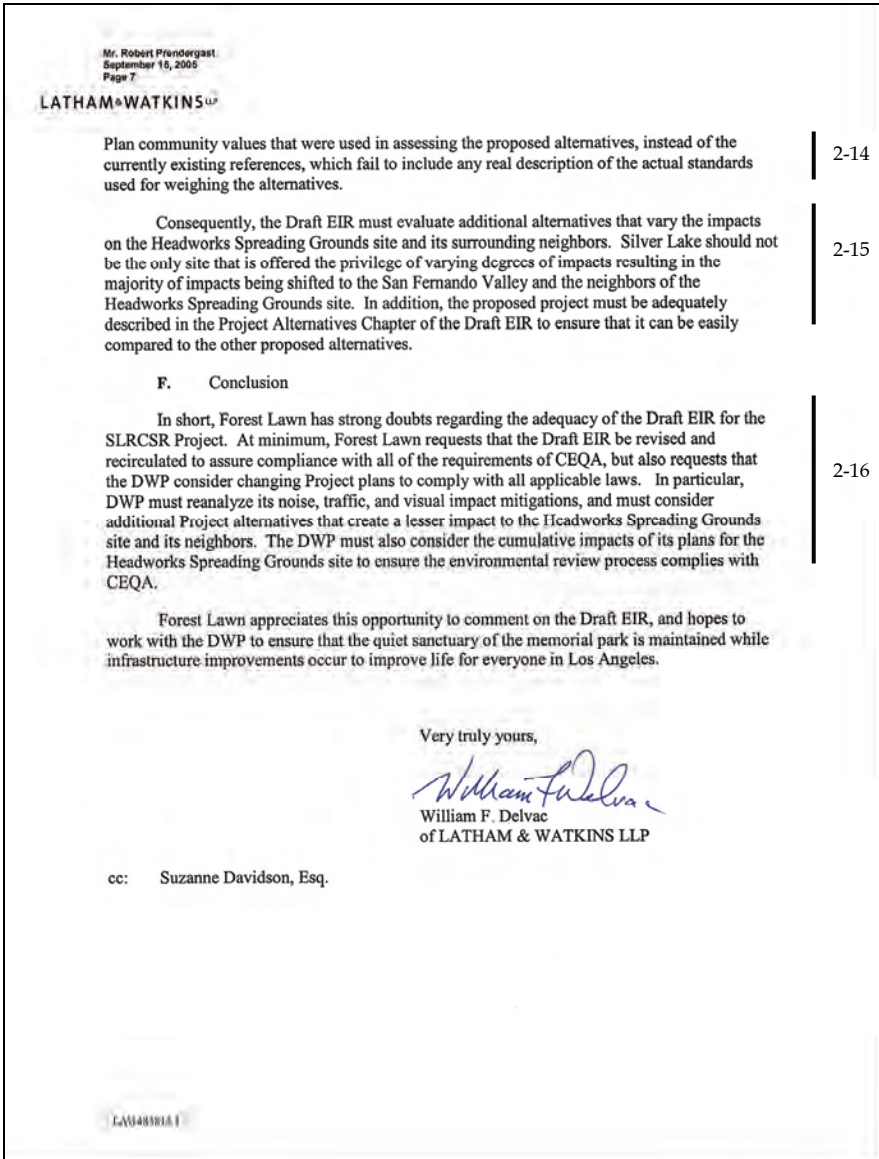 Mr. Robert Prendergast
September 16, 2005
Page 7
LATHAM&WATKINS LLP
Plan community values that were used in assessing the proposed alternatives, instead of the
currently existing references, which fail to include any real description of the actual standards
used for weighing the alternatives.
2-14
Consequently, the Draft EIR must evaluate additional alternatives that vary the impacts
on the Headworks Spreading Grounds site and its surrounding neighbors. Silver Lake should not
be the only site that is offered the privilege of varying degrees of impacts resulting in the
majority of impacts being shifted to the San Fernando Valley and the neighbors of the
Headworks Spreading Grounds site. In addition, the proposed project must be adequately
described in the Project Alternatives Chapter of the Draft EIR to ensure that it can be easily
compared to the other proposed alternatives.
2-15
F. Conclusion
In short, Forest Lawn has strong doubts regarding the adequacy of the Draft EIR for the
SLRCSR Project. At minimum, Forest Lawn requests that the Draft EIR be revised and
recirculated to assure compliance with all of the requirements of CEQA, but also requests that
the DWP consider changing Project plans to comply with all applicable laws. In particular,
DWP must reanalyze its noise, traffic, and visual impact mitigations, and must consider
additional Project alternatives that create a lesser impact to the Headworks Spreading Grounds
site and its neighbors. The DWP must also consider the cumulative impacts of its plans for the
Headworks Spreading Grounds site to ensure the environmental review process complies with
CEQA.
2-16
Forest Lawn appreciates this opportunity to comment on the Draft EIR, and hopes to
work with the DWP to ensure that the quiet sanctuary of the memorial park is maintained while
infrastructure improvements occur to improve life for everyone in Los Angeles.
Very truly yours,
William F Delvac
William F. Delvac
of LATHAM & WATKINS LLP
cc: Suzanne Davidson, Esq.